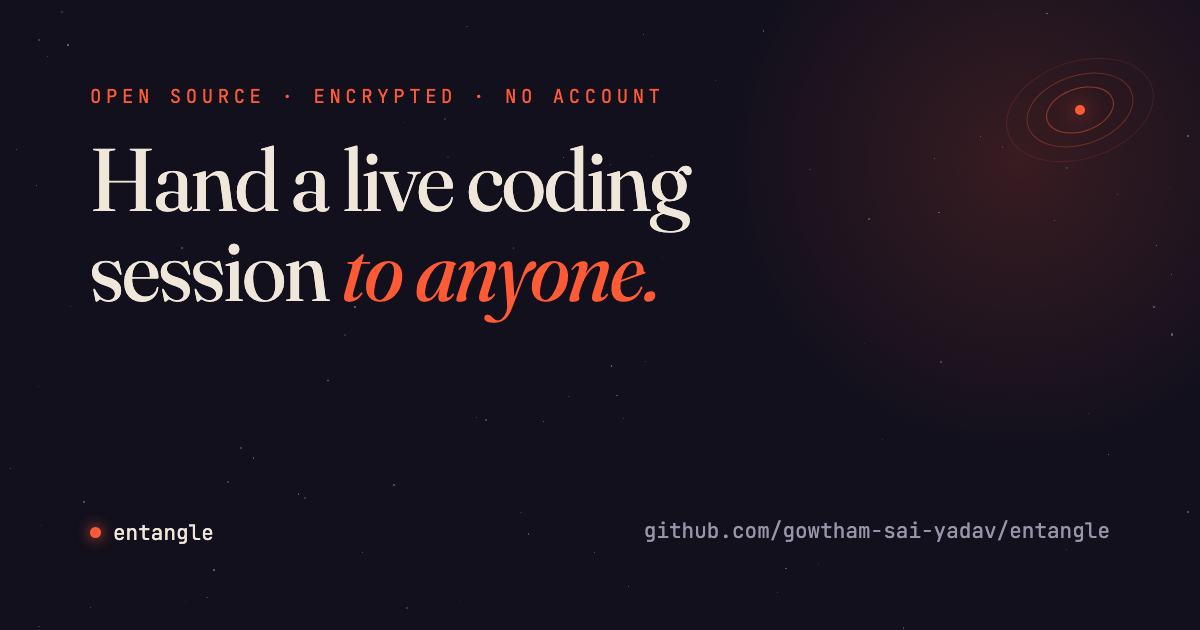 OPEN SOURCE · ENCRYPTED · NO ACCOUNT
Hand a live coding
session to anyone.
entangle
github.com/gowtham-sai-yadav/entangle